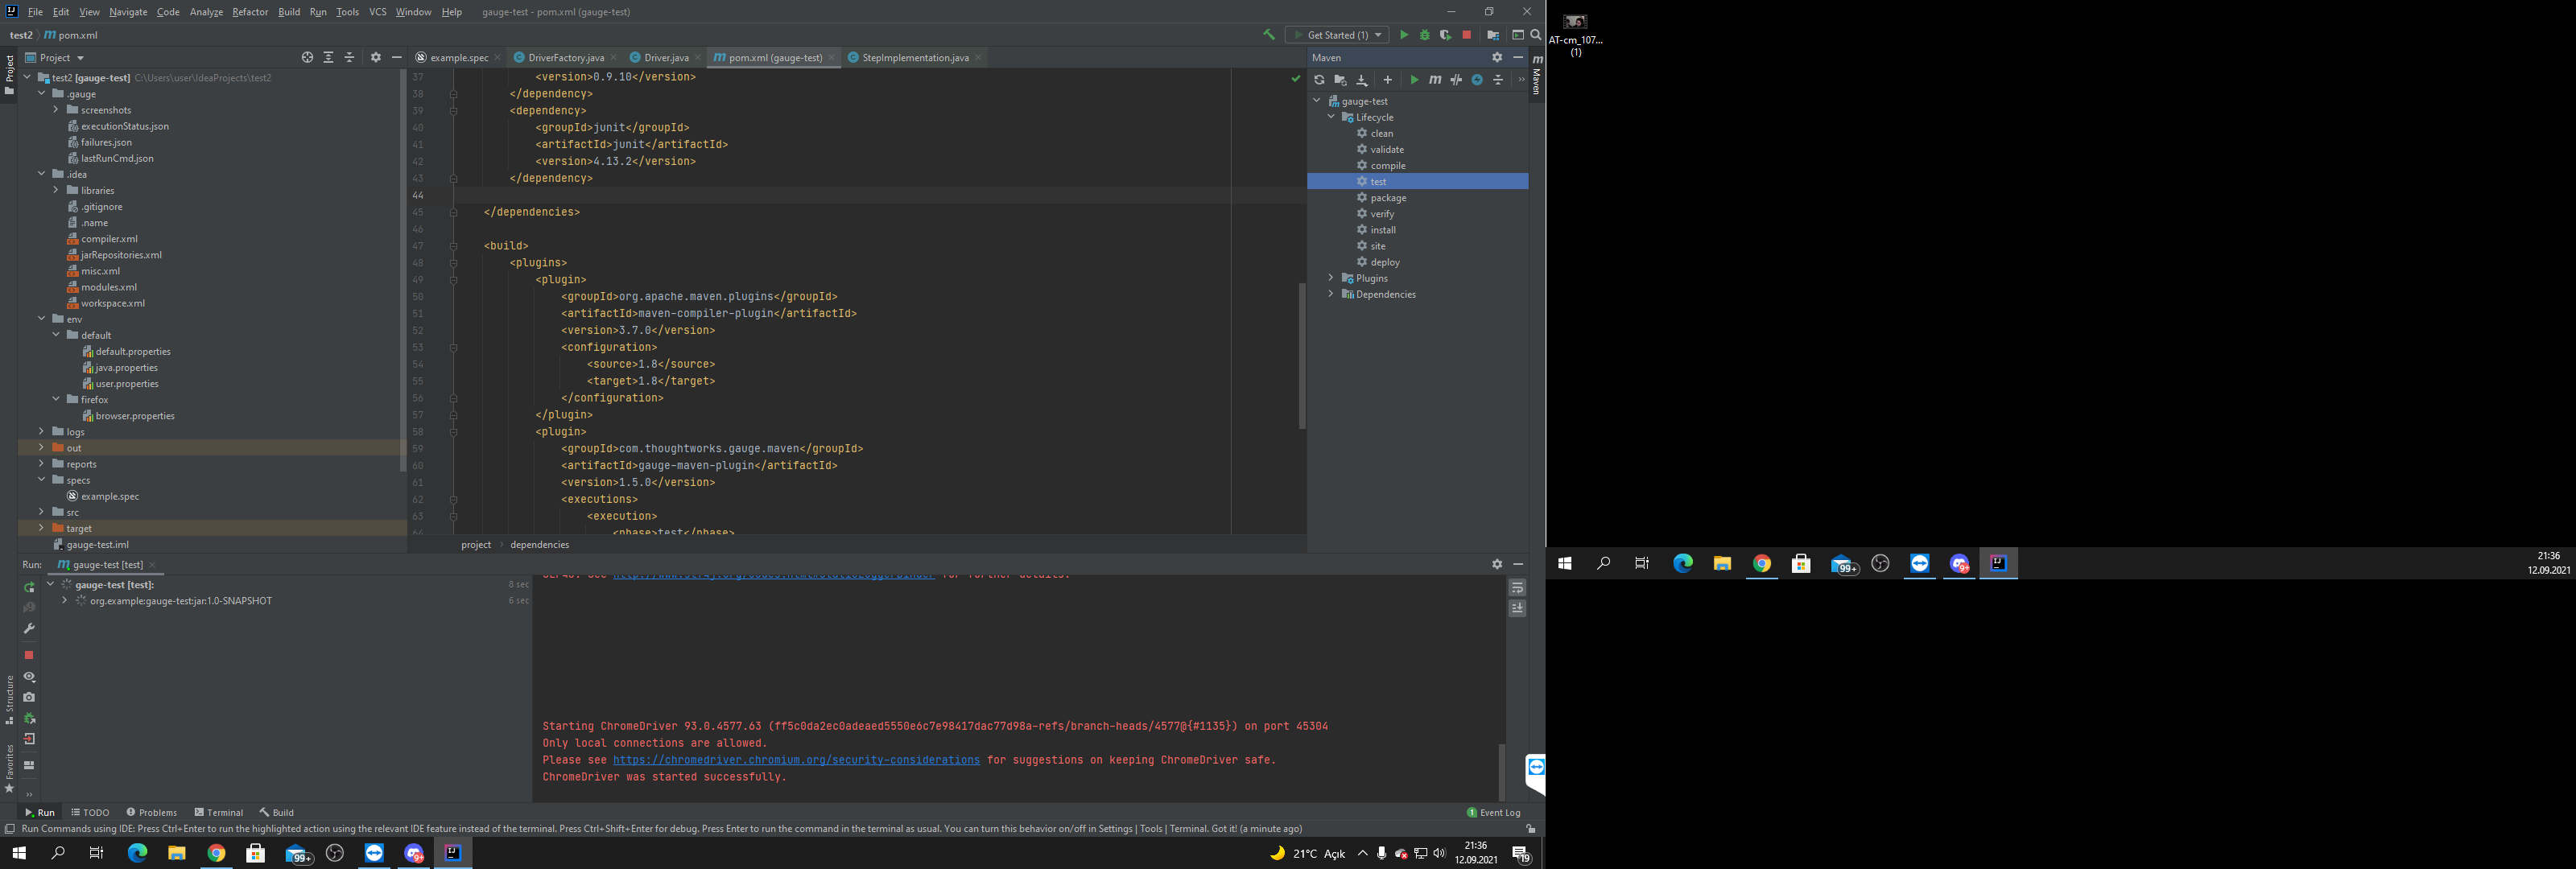 File Edit View Navigate Code Analyze Refactor Build Run Tools VCS Window Help gauge-test - pom.xml (gauge-test)
test2 pom.xml
Get Started (1)
Project
example.spec
DriverFactory.java
Driver.java
pom.xml (gauge-test)
StepImplementation.java
Project
test2 [gauge-test] C:\Users\user\IdeaProjects\test2
.gauge
screenshots
executionStatus.json
failures.json
lastRunCmd.json
.idea
libraries
.gitignore
.name
compiler.xml
jarRepositories.xml
misc.xml
modules.xml
workspace.xml
env
default
default.properties
java.properties
user.properties
firefox
browser.properties
logs
out
reports
specs
example.spec
src
target
gauge-test.iml
37 <version>0.9.10</version>
38 </dependency>
39 <dependency>
40 <groupId>junit</groupId>
41 <artifactId>junit</artifactId>
42 <version>4.13.2</version>
43 </dependency>
44
45 </dependencies>
46
47 <build>
48 <plugins>
49 <plugin>
50 <groupId>org.apache.maven.plugins</groupId>
51 <artifactId>maven-compiler-plugin</artifactId>
52 <version>3.7.0</version>
53 <configuration>
54 <source>1.8</source>
55 <target>1.8</target>
56 </configuration>
57 </plugin>
58 <plugin>
59 <groupId>com.thoughtworks.gauge.maven</groupId>
60 <artifactId>gauge-maven-plugin</artifactId>
61 <version>1.5.0</version>
62 <executions>
63 <execution>
64 <phase>test</phase>
project dependencies
Maven
Maven
gauge-test
Lifecycle
clean
validate
compile
test
package
verify
install
site
deploy
Plugins
Dependencies
AT-cm_107...
(1)
Run: gauge-test [test]
gauge-test [test]: 8 sec
org.example:gauge-test:jar:1.0-SNAPSHOT 6 sec
Starting ChromeDriver 93.0.4577.63 (ff5c0da2ec0adeaed5550e6c7e98417dac77d98a-refs/branch-heads/4577@{#1135}) on port 45304
Only local connections are allowed.
Please see https://chromedriver.chromium.org/security-considerations for suggestions on keeping ChromeDriver safe.
ChromeDriver was started successfully.
Structure
Favorites
Run TODO Problems Terminal Build
1 Event Log
Run Commands using IDE: Press Ctrl+Enter to run the highlighted action using the relevant IDE feature instead of the terminal. Press Ctrl+Shift+Enter for debug. Press Enter to run the command in the terminal as usual. You can turn this behavior on/off in Settings | Tools | Terminal. Got it! (a minute ago)
99+
9+
21°C Açık
21:36
12.09.2021
19
99+
9+
21:36
12.09.2021